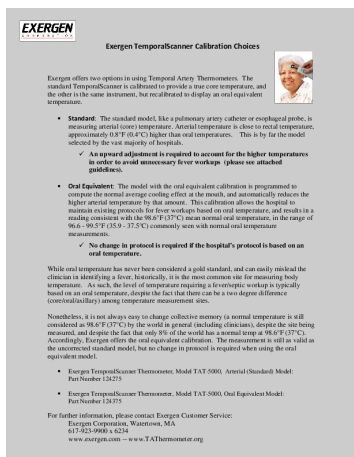 EXERGEN
Exergen TemporalScanner Calibration Choices
Exergen offers two options in using Temporal Artery Thermometers. The
standard TemporalScanner is calibrated to provide a true core temperature, and
the other is the same instrument, but recalibrated to display an oral equivalent
temperature.
• Standard: The standard model, like a pulmonary artery catheter or esophageal probe, is
measuring arterial (core) temperature. Arterial temperature is close to rectal temperature,
approximately 0.8°F (0.4°C) higher than oral temperatures. This is by far the model
selected by the vast majority of hospitals.
✓ An upward adjustment is required to account for the higher temperatures
in order to avoid unnecessary fever workups (please see attached
guidelines).
• Oral Equivalent: The model with the oral equivalent calibration is programmed to
compute the normal average cooling effect at the mouth, and automatically reduces the
higher arterial temperature by that amount. This calibration allows the hospital to
maintain existing protocols for fever workups based on oral temperature, and results in a
reading consistent with the 98.6°F (37°C) mean normal oral temperature, in the range of
96.6 - 99.5°F (35.9 - 37.5°C) commonly seen with normal oral temperature
measurements.
✓ No change in protocol is required if the hospital's protocol is based on an
oral temperature.
While oral temperature has never been considered a gold standard, and can easily mislead the
clinician in identifying a fever, historically, it is the most common site for measuring body
temperature. As such, the level of temperature requiring a fever/septic workup is typically
based on an oral temperature, despite the fact that there can be a two degree difference
(core/oral/axillary) among temperature measurement sites.
Nonetheless, it is not always easy to change collective memory (a normal temperature is still
considered as 98.6°F (37°C) by the world in general (including clinicians), despite the site being
measured, and despite the fact that only 8% of the world has a normal temp at 98.6°F (37°C).
Accordingly, Exergen offers the oral equivalent calibration. The measurement is still as valid as
the uncorrected standard model, but no change in protocol is required when using the oral
equivalent model.
• Exergen TemporalScanner Thermometer, Model TAT-5000, Arterial (Standard) Model:
Part Number 124275
• Exergen TemporalScanner Thermometer, Model TAT-5000, Oral Equivalent Model:
Part Number 124375
For further information, please contact Exergen Customer Service:
Exergen Corporation, Watertown, MA
617-923-9900 x 6234
www.exergen.com -- www.TAThermometer.org